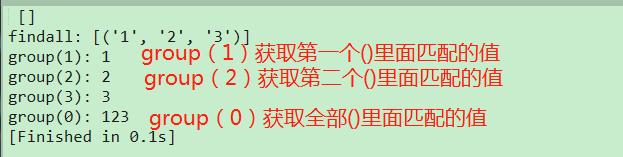 []
findall: [('1', '2', '3')]
group(1): 1 group（1）获取第一个()里面匹配的值
group(2): 2 group（2）获取第二个()里面匹配的值
group(3): 3
group(0): 123 group（0）获取全部()里面匹配的值
[Finished in 0.1s]